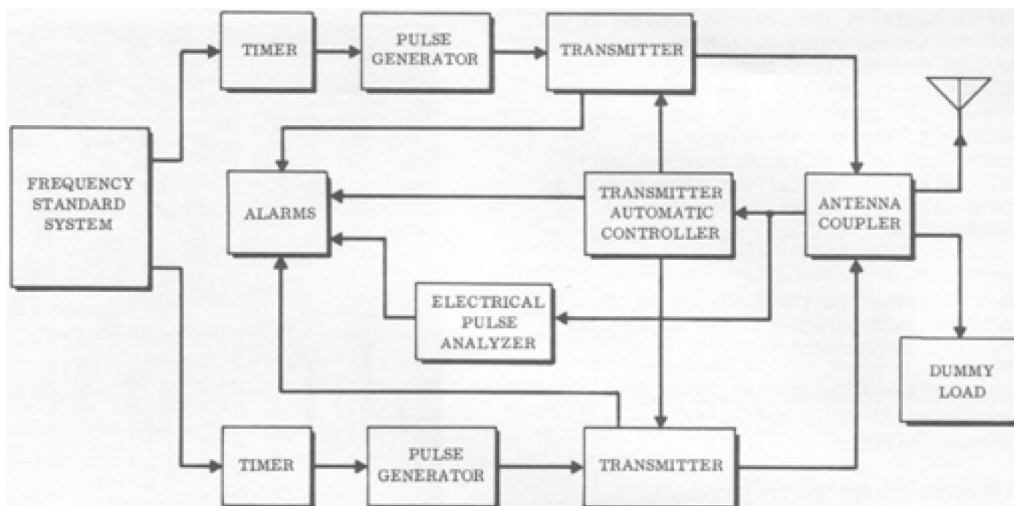 TIMER
PULSE
GENERATOR
TRANSMITTER
FREQUENCY
STANDARD
SYSTEM
ALARMS
TRANSMITTER
AUTOMATIC
CONTROLLER
ANTENNA
COUPLER
ELECTRICAL
PULSE
ANALYZER
DUMMY
LOAD
TIMER
PULSE
GENERATOR
TRANSMITTER